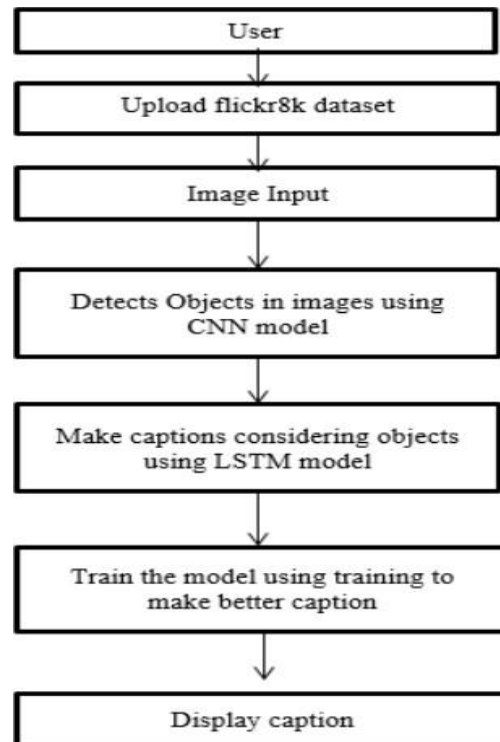 User
Upload flickr8k dataset
Image Input
Detects Objects in images using
CNN model
Make captions considering objects
using LSTM model
Train the model using training to
make better caption
Display caption